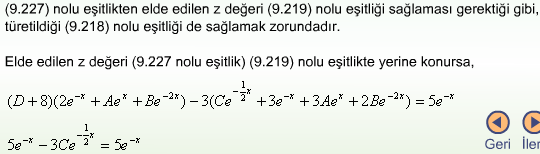 (9.227) nolu eşitlikten elde edilen z değeri (9.219) nolu eşitliği sağlaması gerektiği gibi,
türetildiği (9.218) nolu eşitliği de sağlamak zorundadır.
Elde edilen z değeri (9.227 nolu eşitlik) (9.219) nolu eşitlikte yerine konursa,
(D+8)(2e^{-x} + Ae^{x} + Be^{-2x}) − 3(Ce^{-\frac{1}{2}x} + 3e^{-x} + 3Ae^{x} + 2Be^{-2x}) = 5e^{-x}
5e^{-x} − 3Ce^{-\frac{1}{2}x} = 5e^{-x}
Geri İler